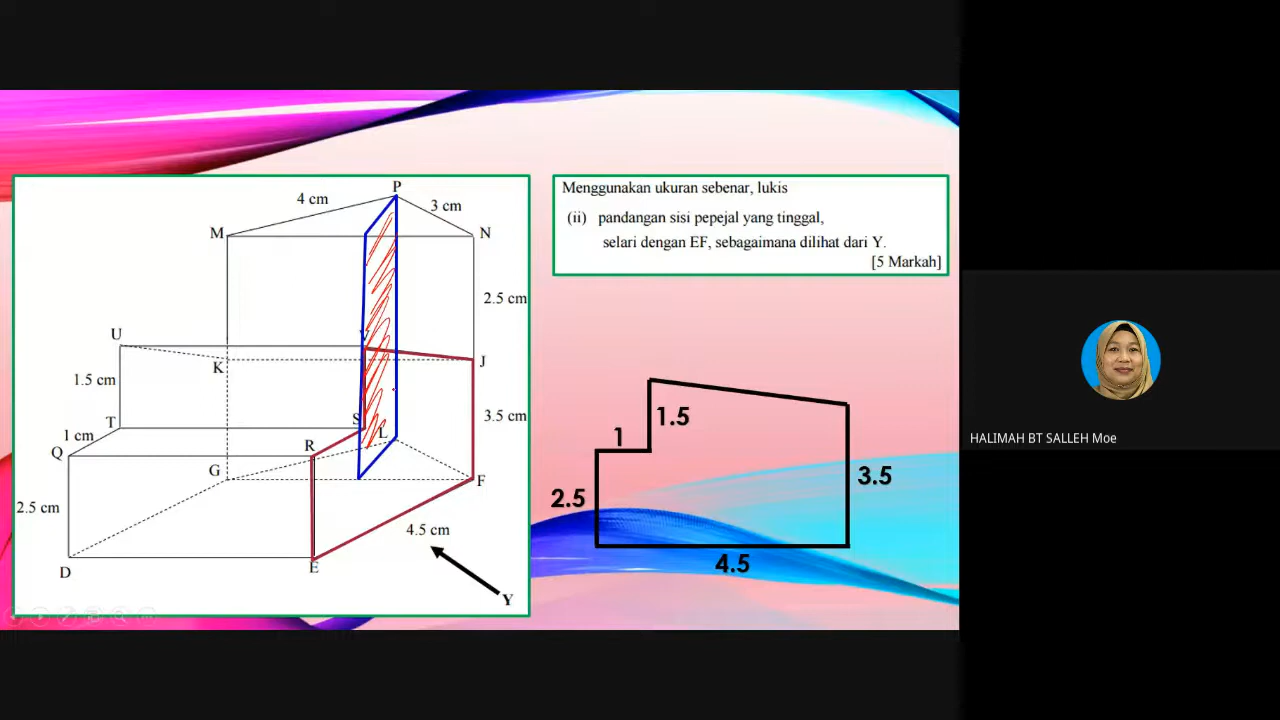 P
4 cm
3 cm
M
N
2.5 cm
U
V
K
J
1.5 cm
3.5 cm
T
S
1 cm
L
Q
R
G
F
2.5 cm
4.5 cm
D
E
Y
Menggunakan ukuran sebenar, lukis
(ii) pandangan sisi pepejal yang tinggal,
selari dengan EF, sebagaimana dilihat dari Y.
[5 Markah]
1.5
1
2.5
3.5
4.5
HALIMAH BT SALLEH Moe